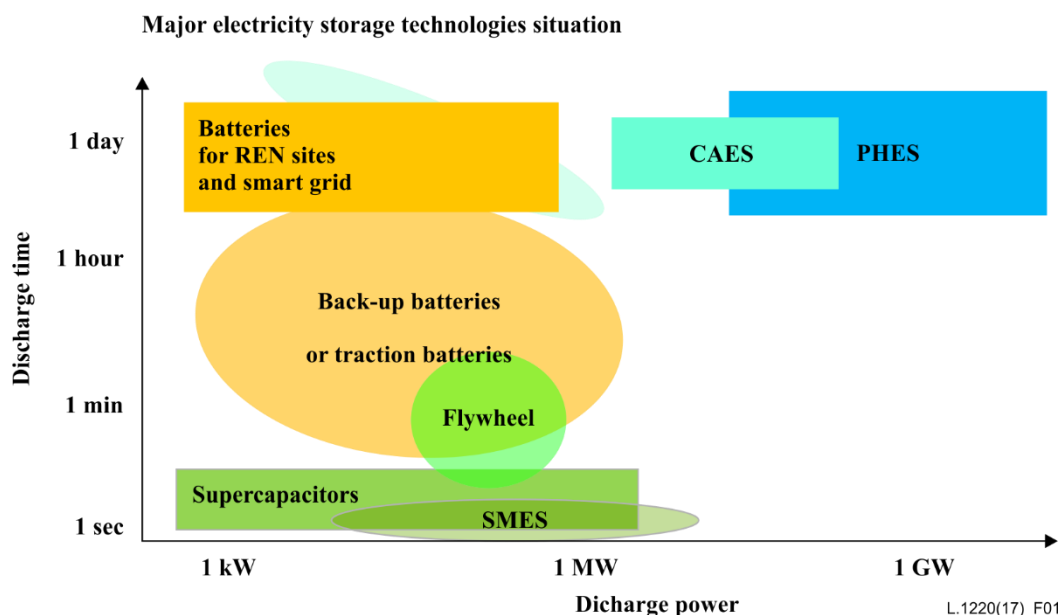 Major electricity storage technologies situation
Discharge time
1 day
1 hour
1 min
1 sec
Batteries
for REN sites
and smart grid
CAES
PHES
Back-up batteries
or traction batteries
Flywheel
Supercapacitors
SMES
1 kW
1 MW
1 GW
Dicharge power
L.1220(17)_F01